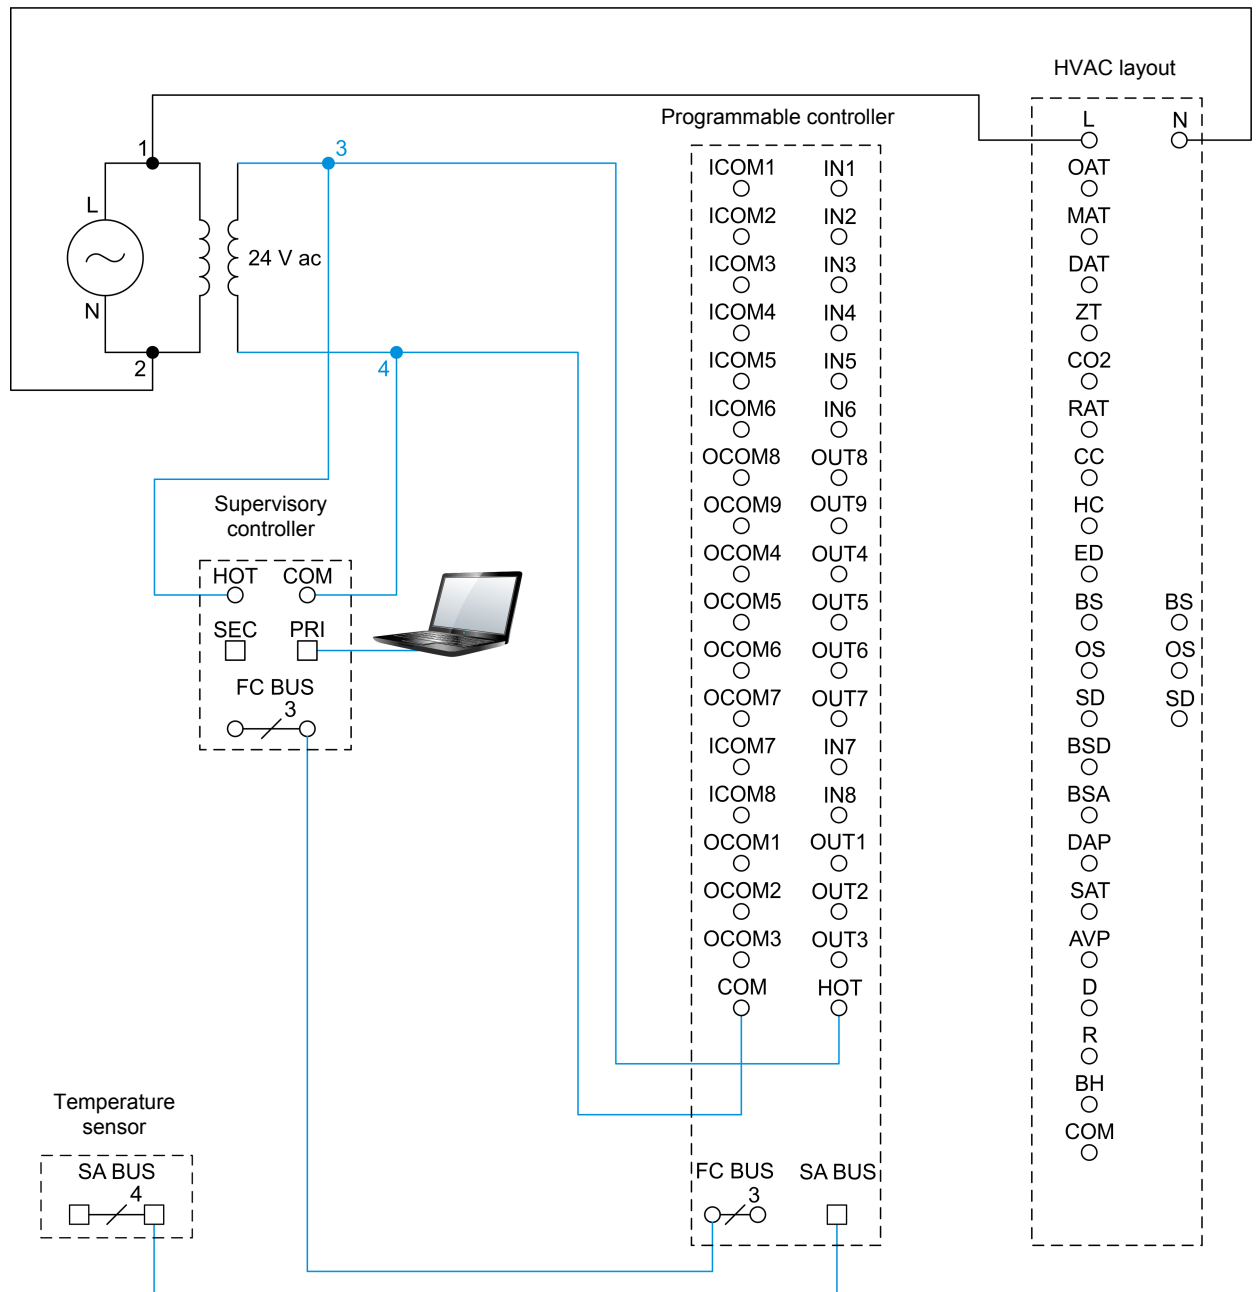 HVAC layout
Programmable controller
L N
1
3
ICOM1 IN1
OAT
L
ICOM2 IN2
MAT
24 V ac
ICOM3 IN3
DAT
N
ICOM4 IN4
ZT
2
4
ICOM5 IN5
CO2
ICOM6 IN6
RAT
OCOM8 OUT8
CC
Supervisory
controller
OCOM9 OUT9
HC
OCOM4 OUT4
ED
HOT COM
OCOM5 OUT5
BS BS
SEC PRI
OCOM6 OUT6
OS OS
FC BUS
3
OCOM7 OUT7
SD SD
ICOM7 IN7
BSD
ICOM8 IN8
BSA
OCOM1 OUT1
DAP
OCOM2 OUT2
SAT
OCOM3 OUT3
AVP
COM HOT
D
R
BH
COM
Temperature
sensor
SA BUS
4
FC BUS SA BUS
3